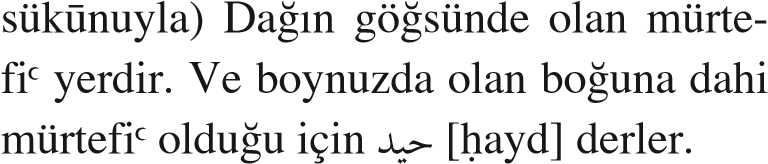 sükūnuyla) Dağın göğsünde olan mürte-
fiᶜ yerdir. Ve boynuzda olan boğuna dahi
mürtefiᶜ olduğu için حيد [ḥayd] derler.